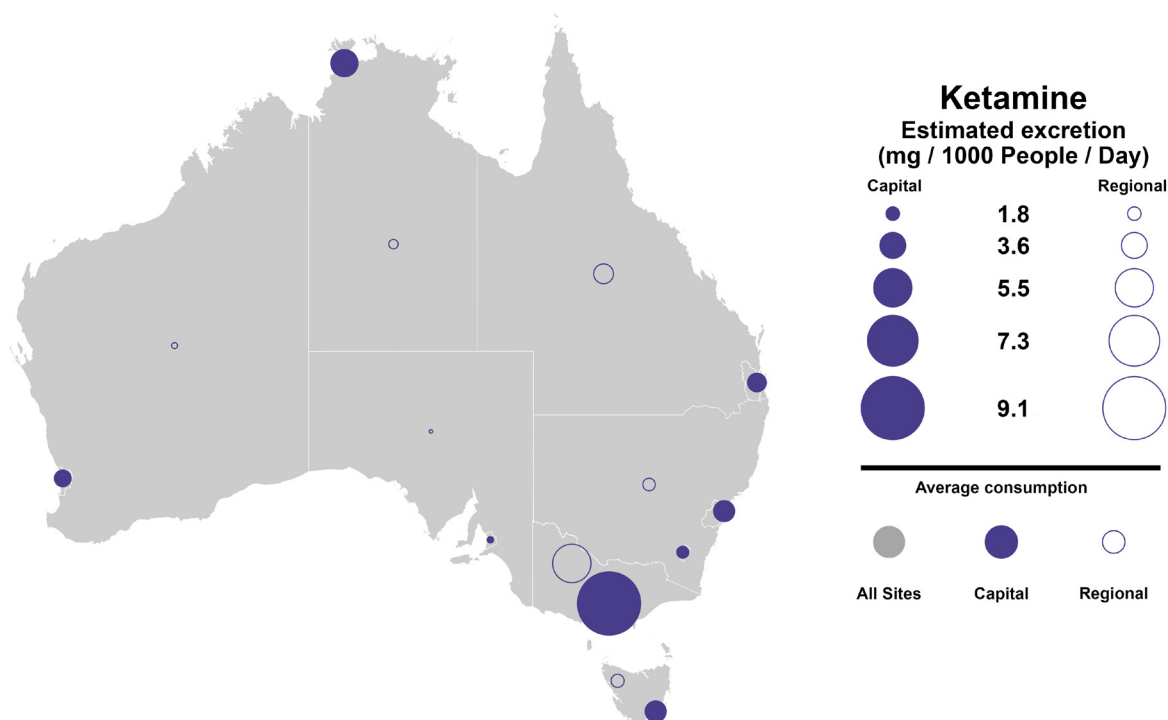 Ketamine
Estimated excretion
(mg / 1000 People / Day)
Capital Regional
1.8
3.6
5.5
7.3
9.1
Average consumption
All Sites Capital Regional